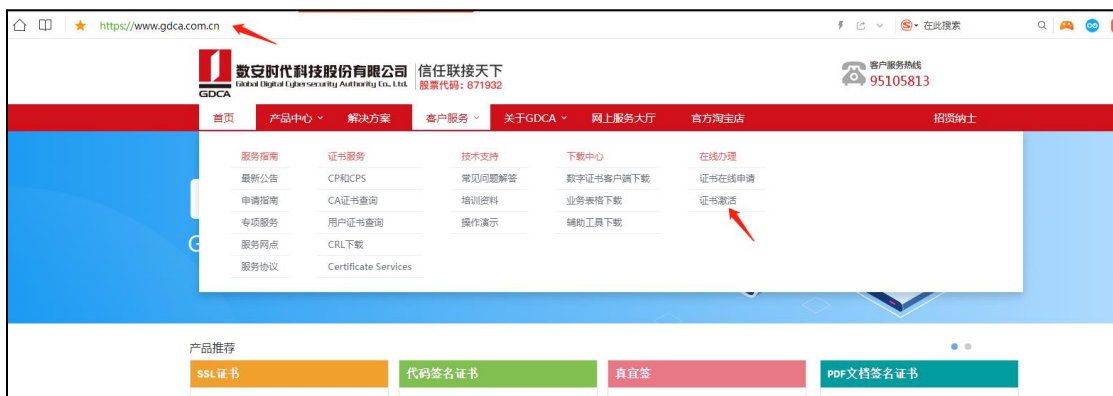 https://www.gdca.com.cn
在此搜索
数安时代科技股份有限公司
Global Digital Cybersecurity Authority Co., Ltd.
GDCA
信任联接天下
股票代码: 871932
客户服务热线
95105813
首页 产品中心 解决方案 客户服务 关于GDCA 网上服务大厅 官方淘宝店 招贤纳士
服务指南 证书服务 技术支持 下载中心 在线办理
最新公告 CP和CPS 常见问题解答 数字证书客户端下载 证书在线申请
申请指南 CA证书查询 培训资料 业务表格下载 证书激活
专项服务 用户证书查询 操作演示 辅助工具下载
服务网点 CRL下载
服务协议 Certificate Services
产品推荐
SSL证书 代码签名证书 真宜签 PDF文档签名证书